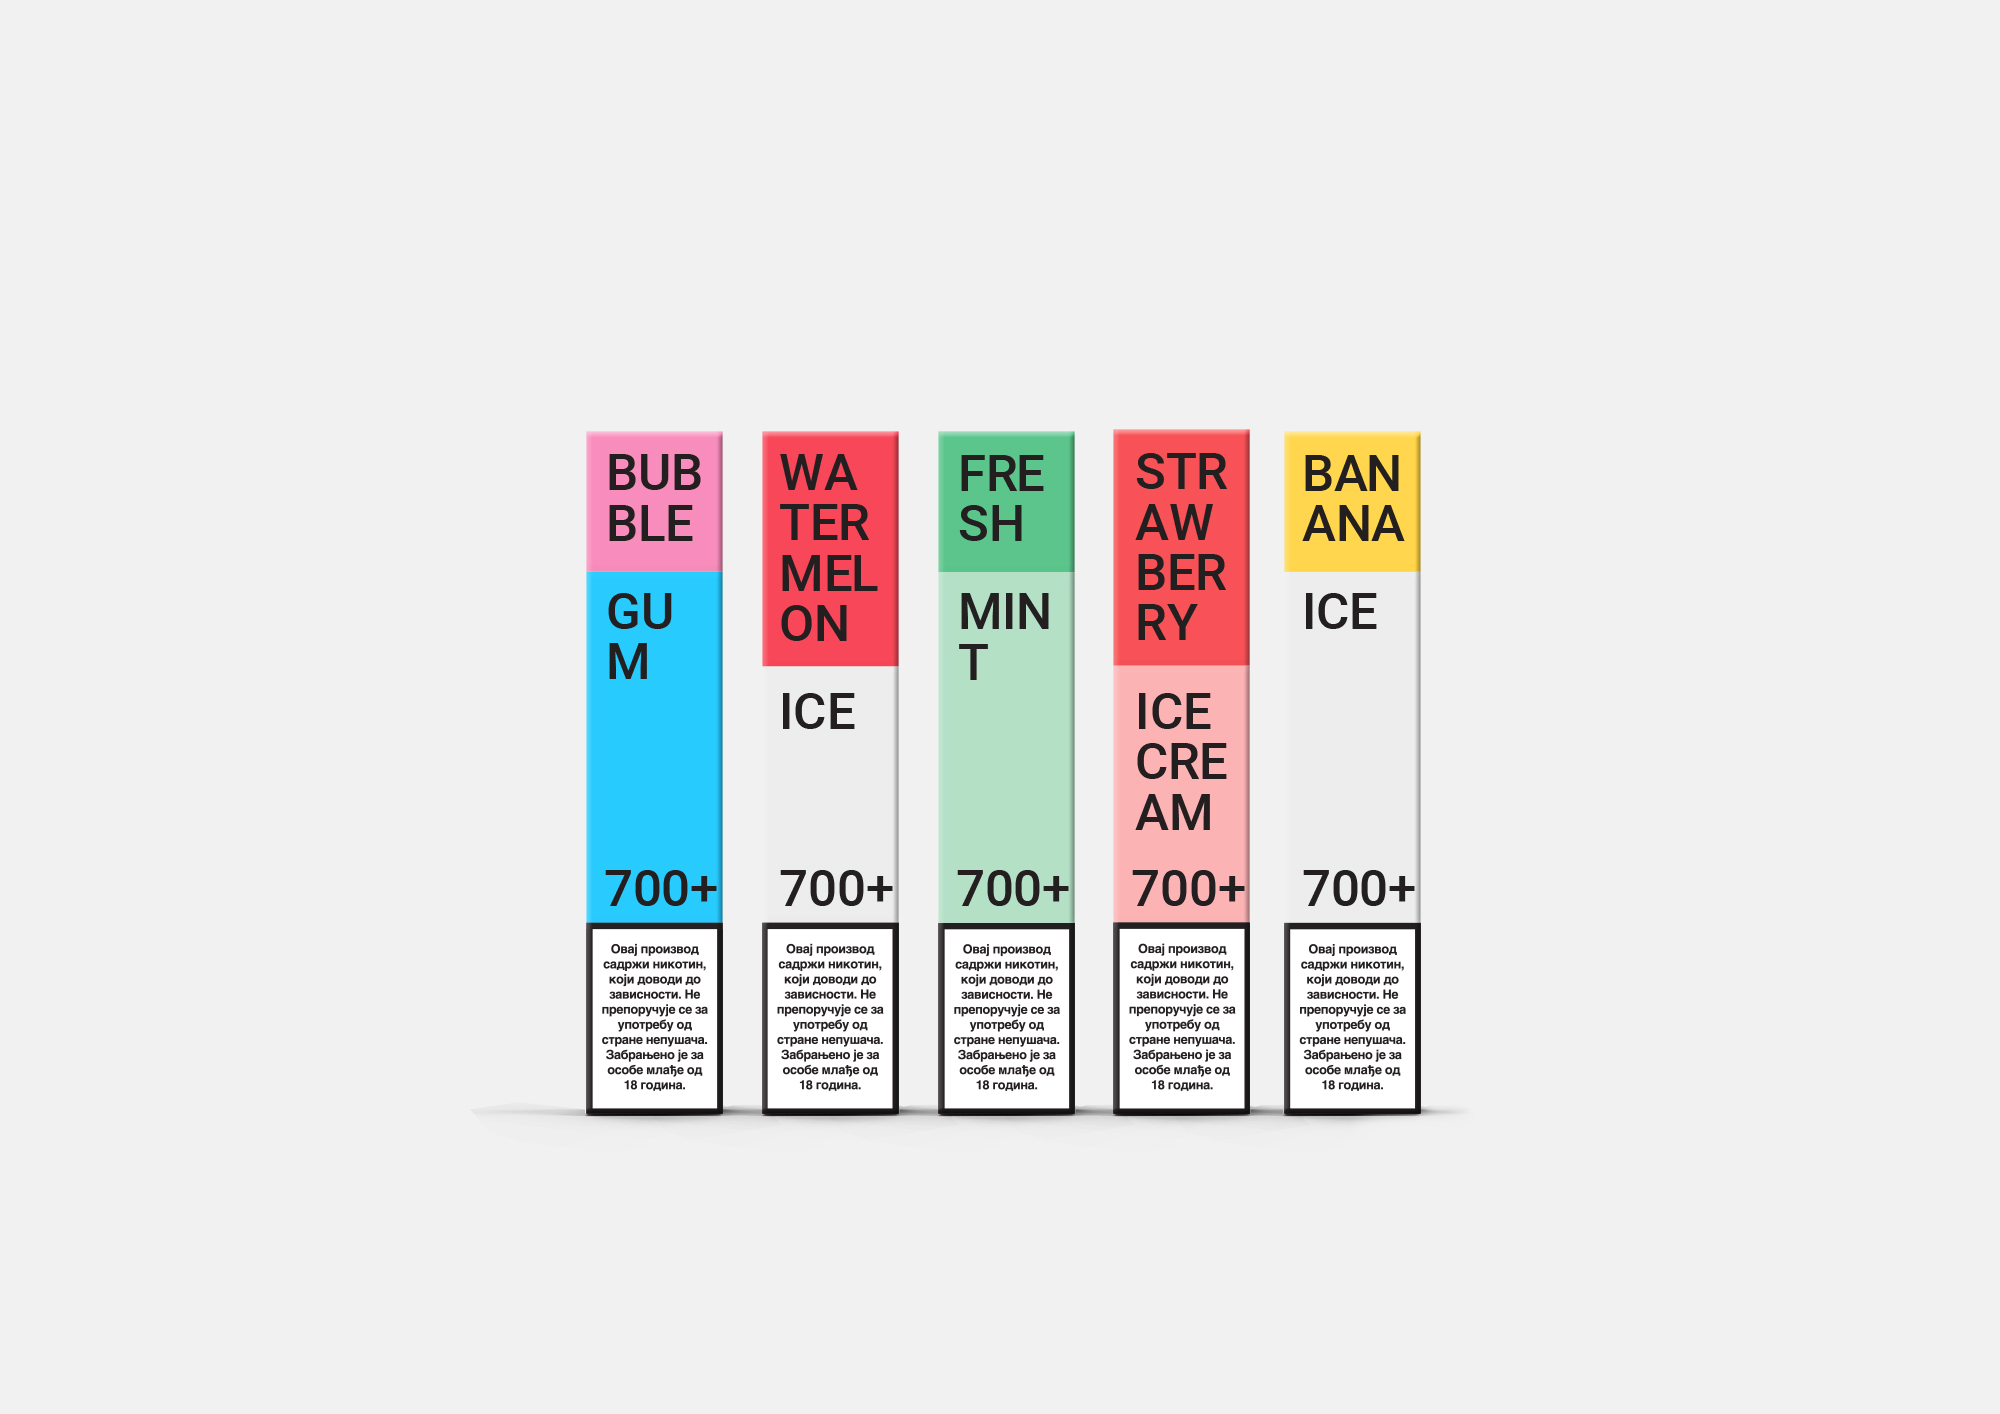 BUB
BLE
GU
M
700+
Овај производ
садржи никотин,
који доводи до
зависности. Не
препоручује се за
употребу од
стране непушача.
Забрањено је за
особе млађе од
18 година.
WA
TER
MEL
ON
ICE
700+
Овај производ
садржи никотин,
који доводи до
зависности. Не
препоручује се за
употребу од
стране непушача.
Забрањено је за
особе млађе од
18 година.
FRE
SH
MIN
T
700+
Овај производ
садржи никотин,
који доводи до
зависности. Не
препоручује се за
употребу од
стране непушача.
Забрањено је за
особе млађе од
18 година.
STR
AW
BER
RY
ICE
CRE
AM
700+
Овај производ
садржи никотин,
који доводи до
зависности. Не
препоручује се за
употребу од
стране непушача.
Забрањено је за
особе млађе од
18 година.
BAN
ANA
ICE
700+
Овај производ
садржи никотин,
који доводи до
зависности. Не
препоручује се за
употребу од
стране непушача.
Забрањено је за
особе млађе од
18 година.